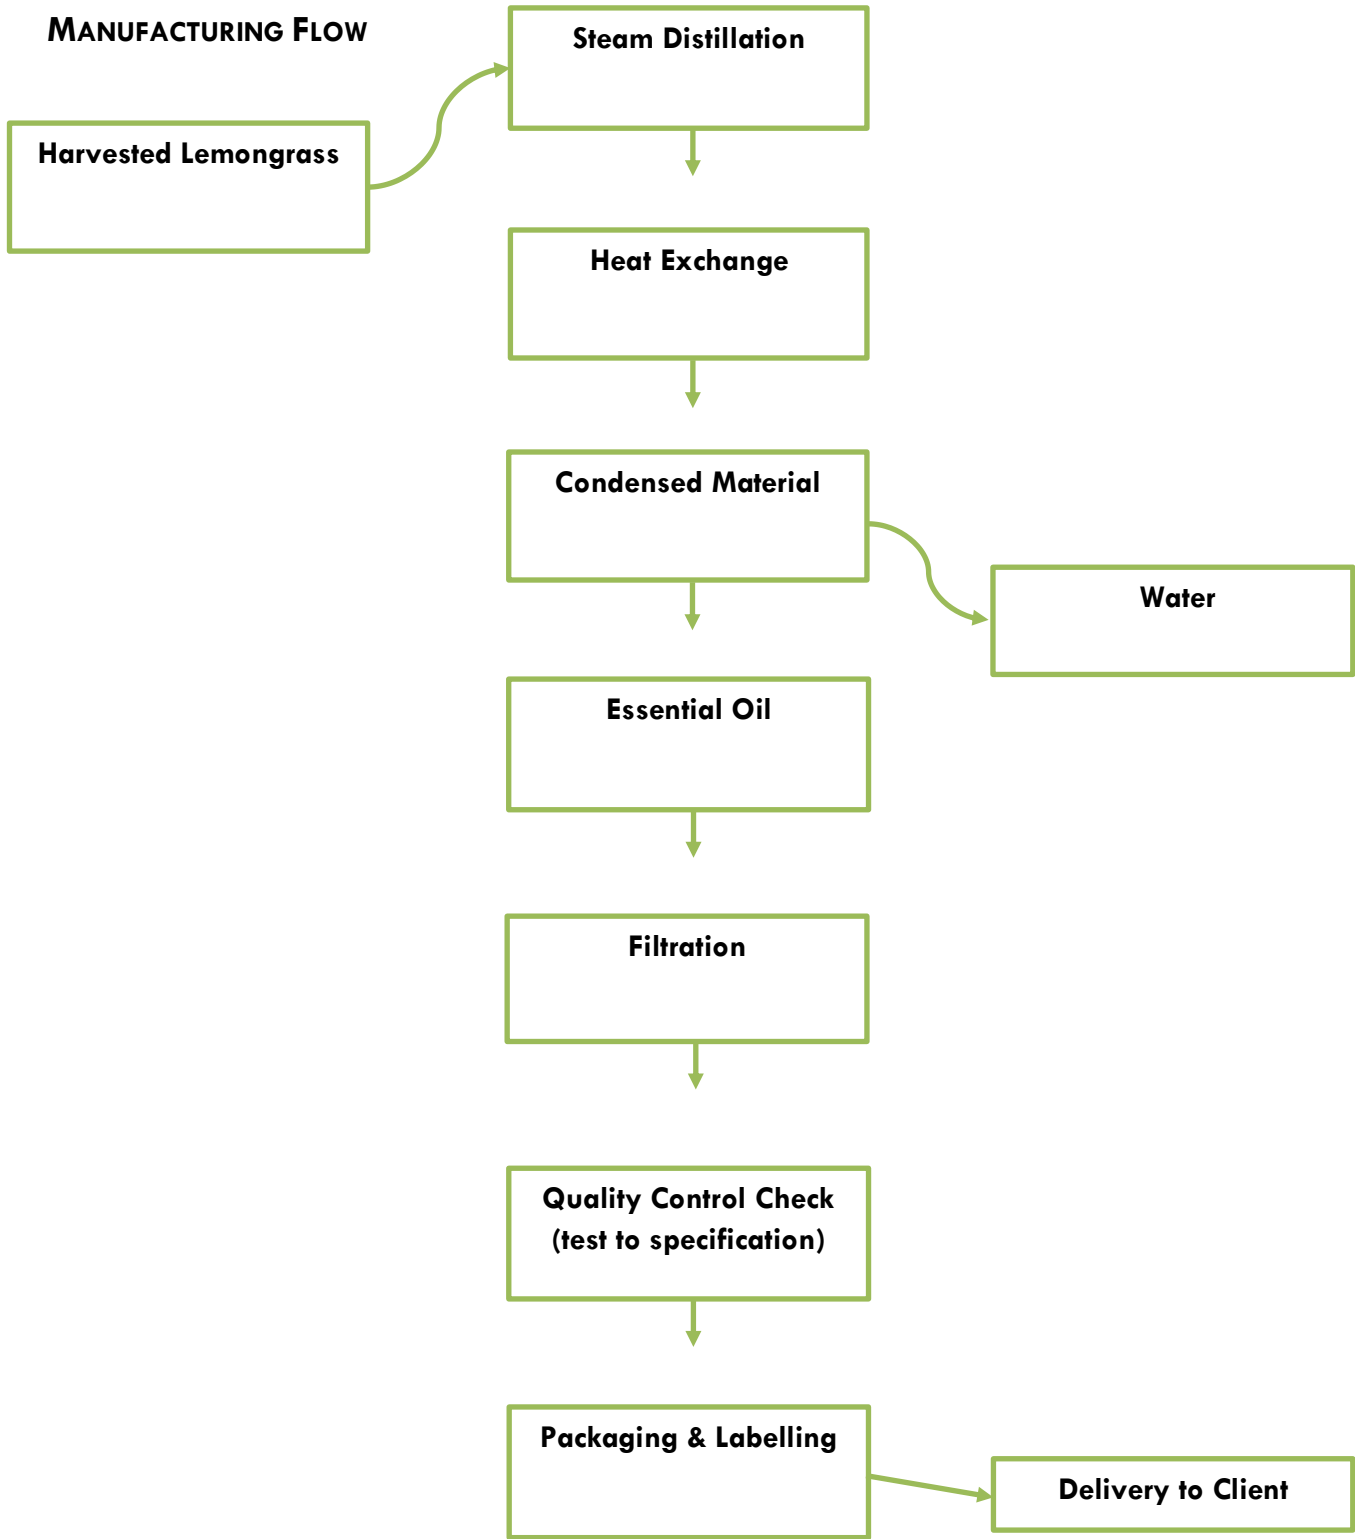 MANUFACTURING FLOW
Steam Distillation
Harvested Lemongrass
Heat Exchange
Condensed Material
Water
Essential Oil
Filtration
Quality Control Check
(test to specification)
Packaging & Labelling
Delivery to Client